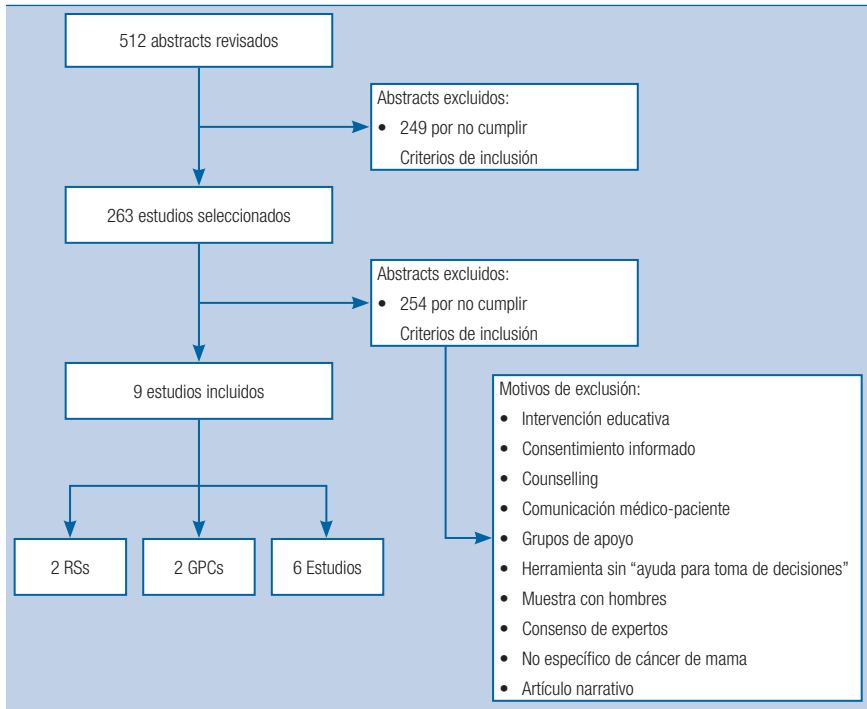 512 abstracts revisados
Abstracts excluidos:
• 249 por no cumplir
Criterios de inclusión
263 estudios seleccionados
Abstracts excluidos:
• 254 por no cumplir
Criterios de inclusión
9 estudios incluidos
Motivos de exclusión:
• Intervención educativa
• Consentimiento informado
• Counselling
• Comunicación médico-paciente
• Grupos de apoyo
• Herramienta sin “ayuda para toma de decisiones”
• Muestra con hombres
• Consenso de expertos
• No específico de cáncer de mama
• Artículo narrativo
2 RSs
2 GPCs
6 Estudios